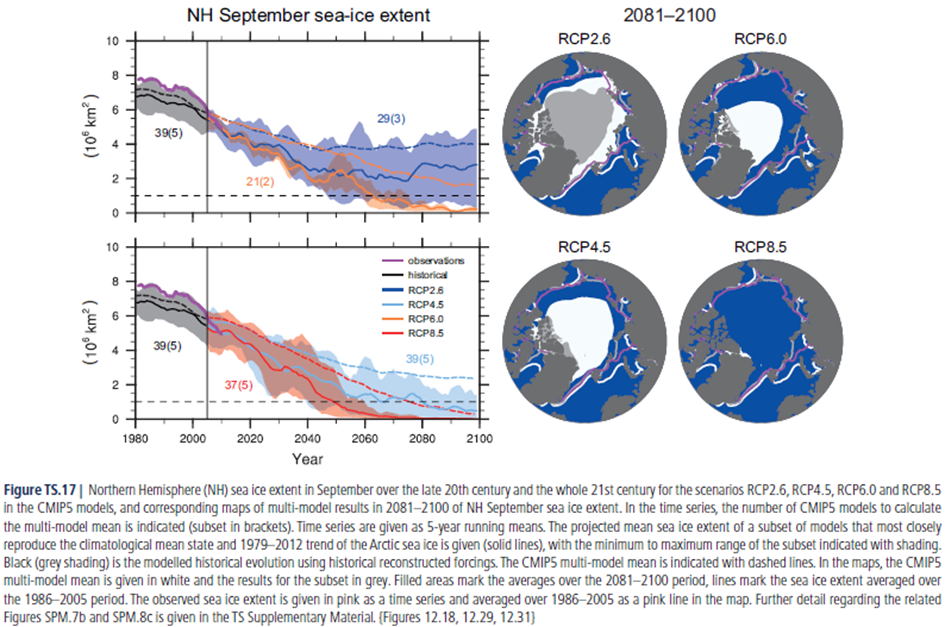 NH September sea-ice extent
2081–2100
RCP2.6
RCP6.0
10
8
6
4
2
0
(10⁶ km²)
39(5)
29(3)
21(2)
RCP4.5
RCP8.5
10
8
6
4
2
0
(10⁶ km²)
observations
historical
RCP2.6
RCP4.5
RCP6.0
RCP8.5
39(5)
39(5)
37(5)
1980 2000 2020 2040 2060 2080 2100
Year
Figure TS.17 | Northern Hemisphere (NH) sea ice extent in September over the late 20th century and the whole 21st century for the scenarios RCP2.6, RCP4.5, RCP6.0 and RCP8.5
in the CMIP5 models, and corresponding maps of multi-model results in 2081–2100 of NH September sea ice extent. In the time series, the number of CMIP5 models to calculate
the multi-model mean is indicated (subset in brackets). Time series are given as 5-year running means. The projected mean sea ice extent of a subset of models that most closely
reproduce the climatological mean state and 1979–2012 trend of the Arctic sea ice is given (solid lines), with the minimum to maximum range of the subset indicated with shading.
Black (grey shading) is the modelled historical evolution using historical reconstructed forcings. The CMIP5 multi-model mean is indicated with dashed lines. In the maps, the CMIP5
multi-model mean is given in white and the results for the subset in grey. Filled areas mark the averages over the 2081–2100 period, lines mark the sea ice extent averaged over
the 1986–2005 period. The observed sea ice extent is given in pink as a time series and averaged over 1986–2005 as a pink line in the map. Further detail regarding the related
Figures SPM.7b and SPM.8c is given in the TS Supplementary Material. {Figures 12.18, 12.29, 12.31}